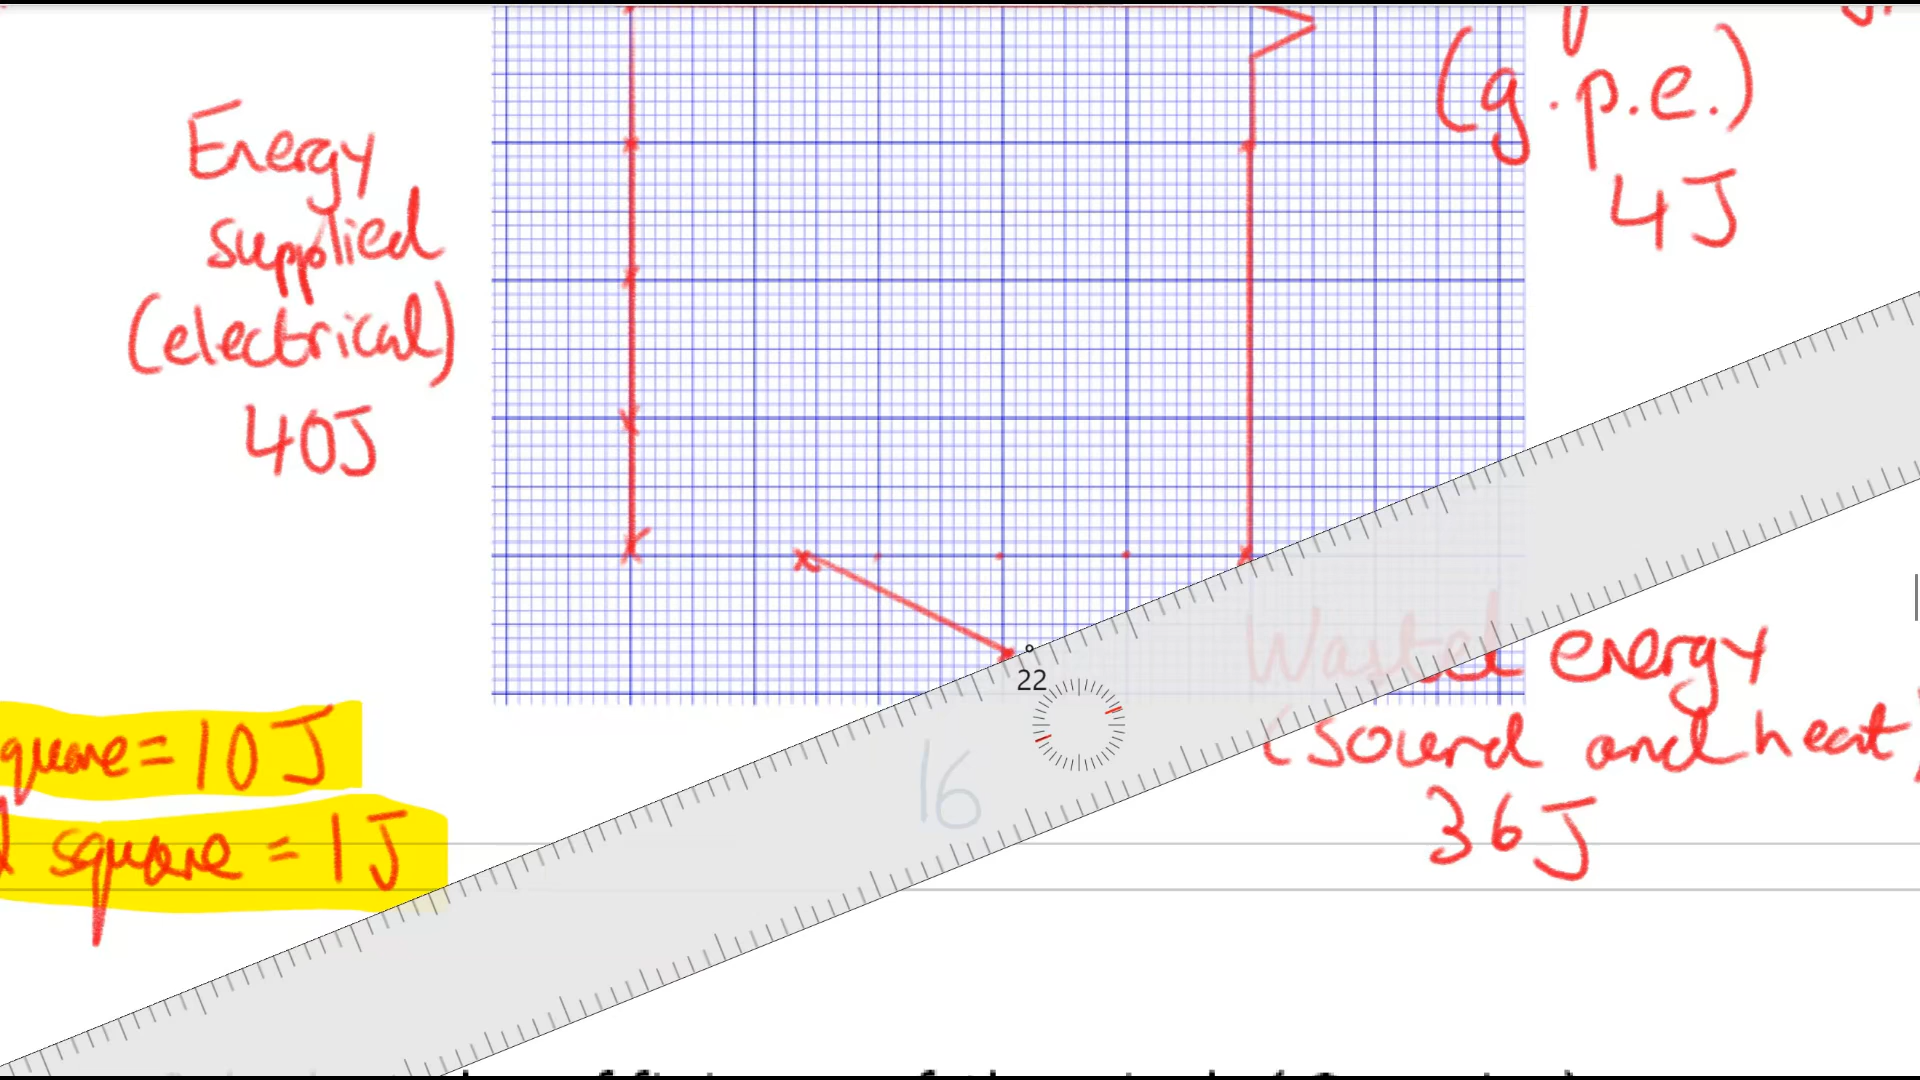 (g.p.e.)
4J
Energy
supplied
(electrical)
40J
22°
Wasted energy
(sound and heat)
36J
16
square = 10J
square = 1J